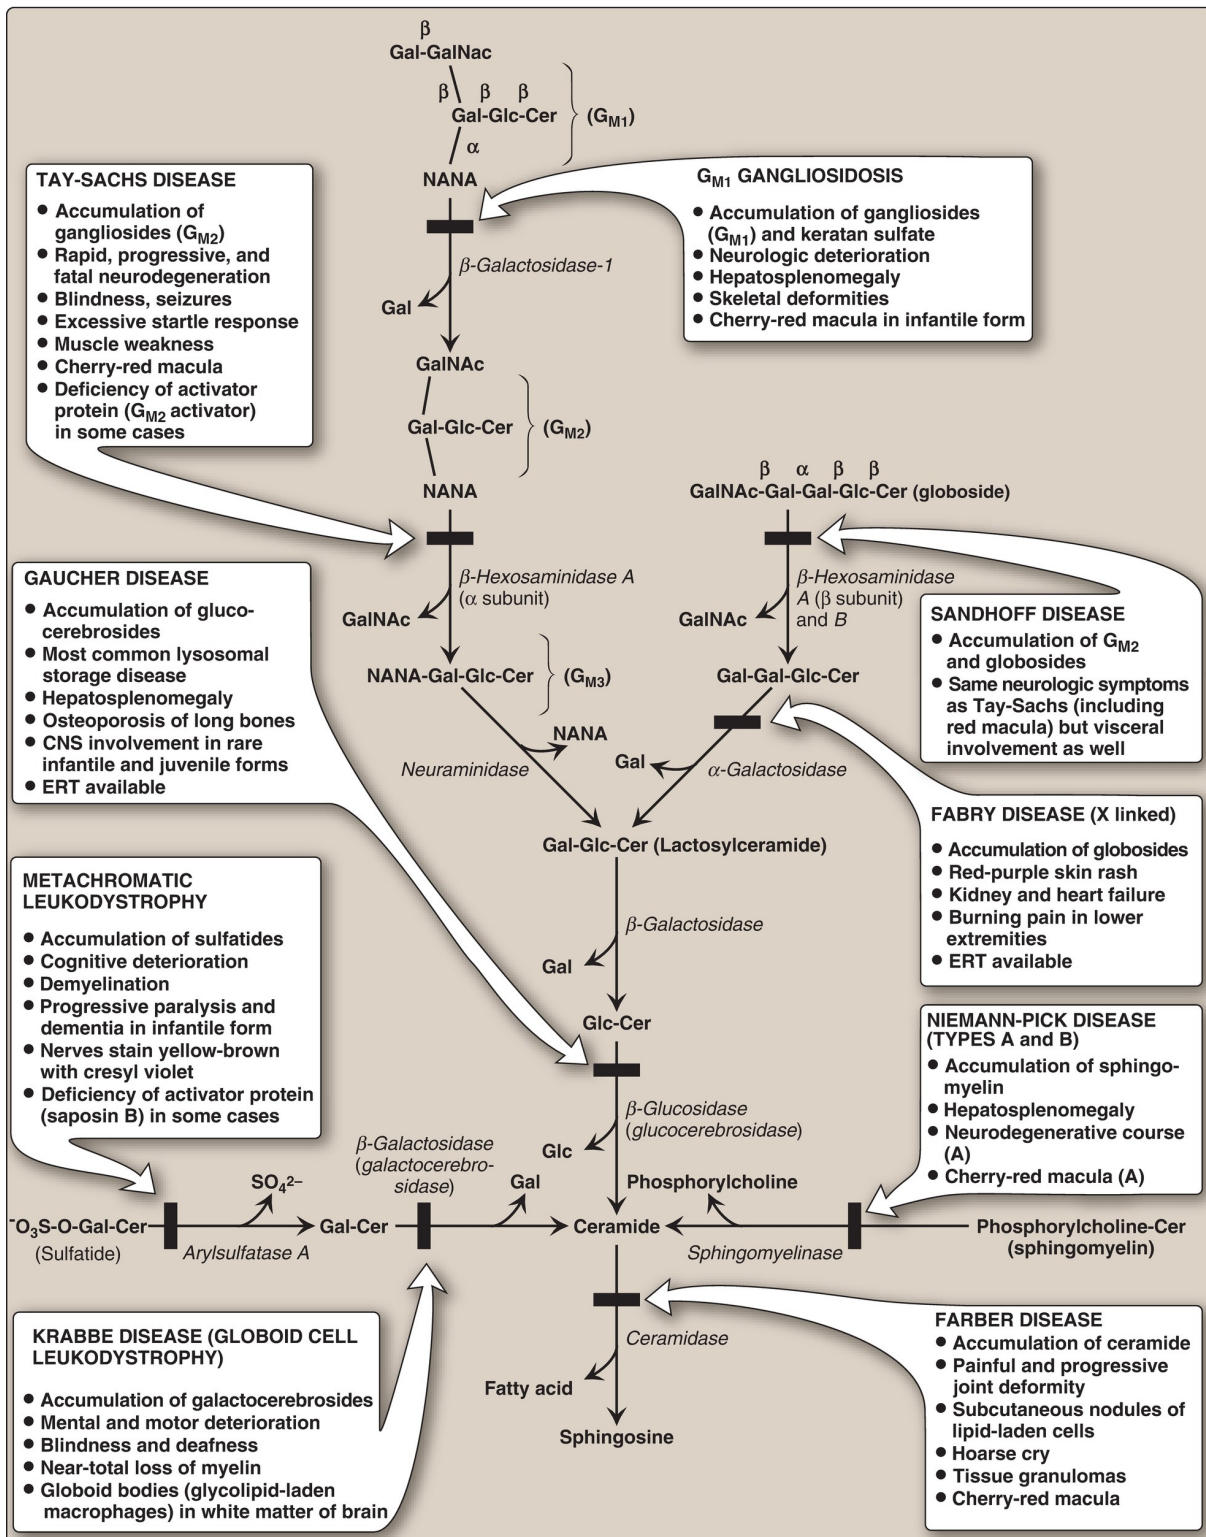 β
Gal-GalNac
β β β
Gal-Glc-Cer
(GM1)
α
NANA
TAY-SACHS DISEASE
● Accumulation of
gangliosides (GM2)
● Rapid, progressive, and
fatal neurodegeneration
● Blindness, seizures
● Excessive startle response
● Muscle weakness
● Cherry-red macula
● Deficiency of activator
protein (GM2 activator)
in some cases
GM1 GANGLIOSIDOSIS
● Accumulation of gangliosides
(GM1) and keratan sulfate
● Neurologic deterioration
● Hepatosplenomegaly
● Skeletal deformities
● Cherry-red macula in infantile form
β-Galactosidase-1
Gal
GalNAc
Gal-Glc-Cer
(GM2)
NANA
β α β β
GalNAc-Gal-Gal-Glc-Cer (globoside)
β-Hexosaminidase A
(α subunit)
GalNAc
β-Hexosaminidase
A (β subunit)
and B
GalNAc
GAUCHER DISEASE
● Accumulation of gluco-
cerebrosides
● Most common lysosomal
storage disease
● Hepatosplenomegaly
● Osteoporosis of long bones
● CNS involvement in rare
infantile and juvenile forms
● ERT available
SANDHOFF DISEASE
● Accumulation of GM2
and globosides
● Same neurologic symptoms
as Tay-Sachs (including
red macula) but visceral
involvement as well
NANA-Gal-Glc-Cer
(GM3)
Gal-Gal-Glc-Cer
NANA
Neuraminidase
Gal
α-Galactosidase
FABRY DISEASE (X linked)
● Accumulation of globosides
● Red-purple skin rash
● Kidney and heart failure
● Burning pain in lower
extremities
● ERT available
Gal-Glc-Cer (Lactosylceramide)
METACHROMATIC
LEUKODYSTROPHY
● Accumulation of sulfatides
● Cognitive deterioration
● Demyelination
● Progressive paralysis and
dementia in infantile form
● Nerves stain yellow-brown
with cresyl violet
● Deficiency of activator protein
(saposin B) in some cases
β-Galactosidase
Gal
Glc-Cer
NIEMANN-PICK DISEASE
(TYPES A and B)
● Accumulation of sphingo-
myelin
● Hepatosplenomegaly
● Neurodegenerative course
(A)
● Cherry-red macula (A)
β-Glucosidase
(glucocerebrosidase)
Glc
β-Galactosidase
(galactocerebro-
sidase)
SO4 2–
Gal
Phosphorylcholine
-O3S-O-Gal-Cer
(Sulfatide)
Arylsulfatase A
Gal-Cer
Ceramide
Sphingomyelinase
Phosphorylcholine-Cer
(sphingomyelin)
KRABBE DISEASE (GLOBOID CELL
LEUKODYSTROPHY)
● Accumulation of galactocerebrosides
● Mental and motor deterioration
● Blindness and deafness
● Near-total loss of myelin
● Globoid bodies (glycolipid-laden
macrophages) in white matter of brain
Ceramidase
Fatty acid
Sphingosine
FARBER DISEASE
● Accumulation of ceramide
● Painful and progressive
joint deformity
● Subcutaneous nodules of
lipid-laden cells
● Hoarse cry
● Tissue granulomas
● Cherry-red macula